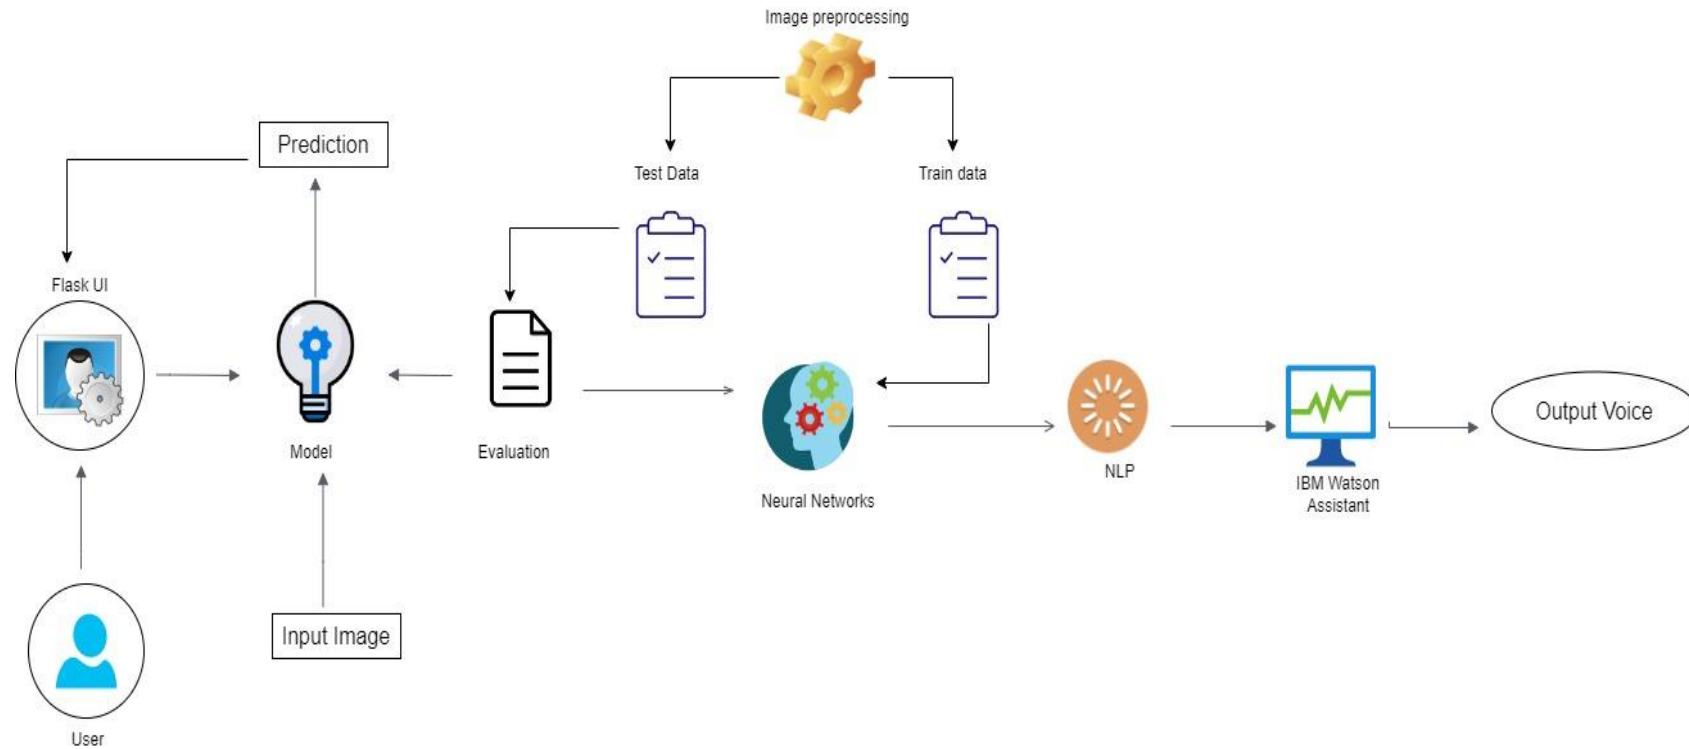 Image preprocessing
Prediction
Test Data
Train data
Flask UI
Model
Evaluation
Neural Networks
NLP
IBM Watson
Assistant
Output Voice
Input Image
User